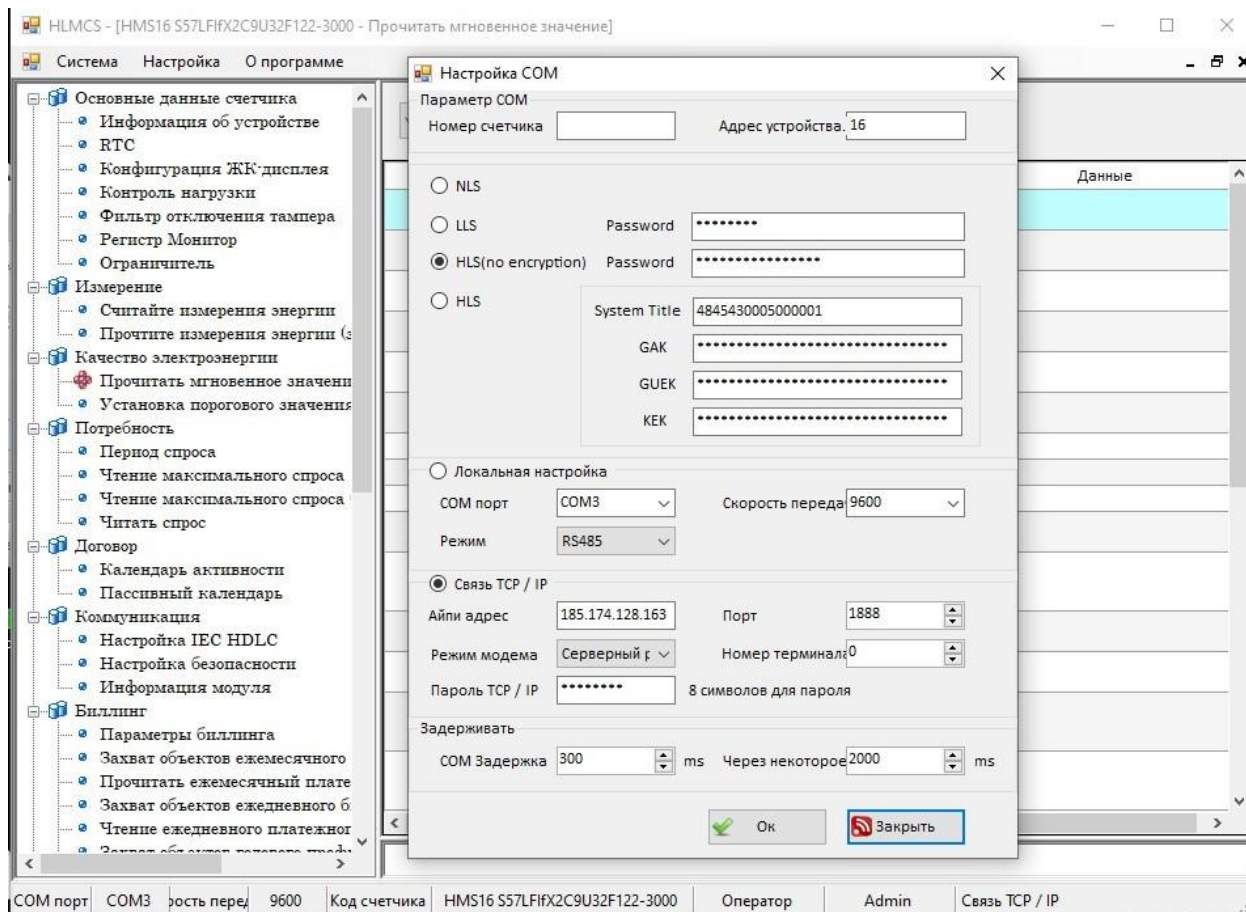 HLMCS - [HMS16 S57LFIfX2C9U32F122-3000 - Прочитать мгновенное значение]
Система Настройка О программе
Основные данные счетчика
Информация об устройстве
RTC
Конфигурация ЖК-дисплея
Контроль нагрузки
Фильтр отключения тампера
Регистр Монитор
Ограничитель
Измерение
Считайте измерения энергии
Прочтите измерения энергии (з
Качество электроэнергии
Прочитать мгновенное значени
Установка порогового значения
Потребность
Период спроса
Чтение максимального спроса
Чтение максимального спроса
Читать спрос
Договор
Календарь активности
Пассивный календарь
Коммуникация
Настройка IEC HDLC
Настройка безопасности
Информация модуля
Биллинг
Параметры биллинга
Захват объектов ежемесячного
Прочитать ежемесячный плате
Захват объектов ежедневного б
Чтение ежедневного платежног
Настройка COM
Параметр COM
Номер счетчика Адрес устройства. 16
NLS
LLS Password ••••••••
HLS(no encryption) Password ••••••••••••••••
HLS
System Title 4845430005000001
GAK ••••••••••••••••••••••••••••••••
GUEK ••••••••••••••••••••••••••••••••
KEK ••••••••••••••••••••••••••••••••
Локальная настройка
COM порт COM3 Скорость переда 9600
Режим RS485
Связь TCP / IP
Айпи адрес 185.174.128.163 Порт 1888
Режим модема Серверный р Номер терминала 0
Пароль TCP / IP •••••••• 8 символов для пароля
Задерживать
COM Задержка 300 ms Через некоторое 2000 ms
Ок Закрыть
Данные
COM порт COM3 рость перед 9600 Код счетчика HMS16 S57LFIfX2C9U32F122-3000 Оператор Admin Связь TCP / IP